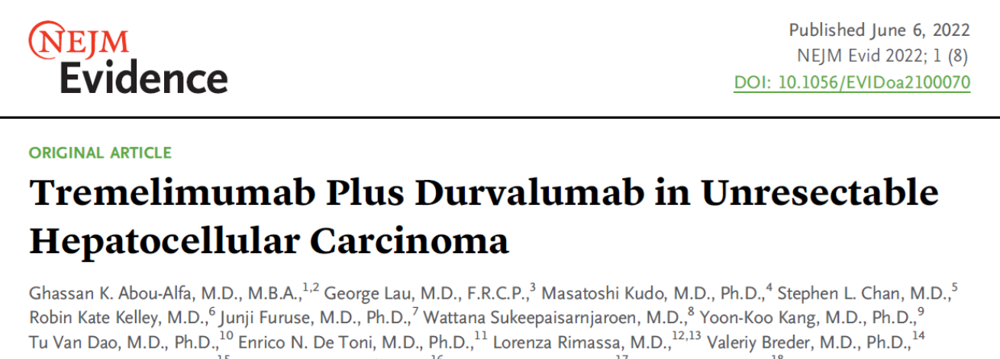 NEJM
Evidence
Published June 6, 2022
NEJM Evid 2022; 1 (8)
DOI: 10.1056/EVIDoa2100070
ORIGINAL ARTICLE
Tremelimumab Plus Durvalumab in Unresectable
Hepatocellular Carcinoma
Ghassan K. Abou-Alfa, M.D., M.B.A.,1,2 George Lau, M.D., F.R.C.P.,3 Masatoshi Kudo, M.D., Ph.D.,4 Stephen L. Chan, M.D.,5
Robin Kate Kelley, M.D.,6 Junji Furuse, M.D., Ph.D.,7 Wattana Sukeepaisarnjaroen, M.D.,8 Yoon-Koo Kang, M.D., Ph.D.,9
Tu Van Dao, M.D., Ph.D.,10 Enrico N. De Toni, M.D., Ph.D.,11 Lorenza Rimassa, M.D.,12,13 Valeriy Breder, M.D., Ph.D.,14